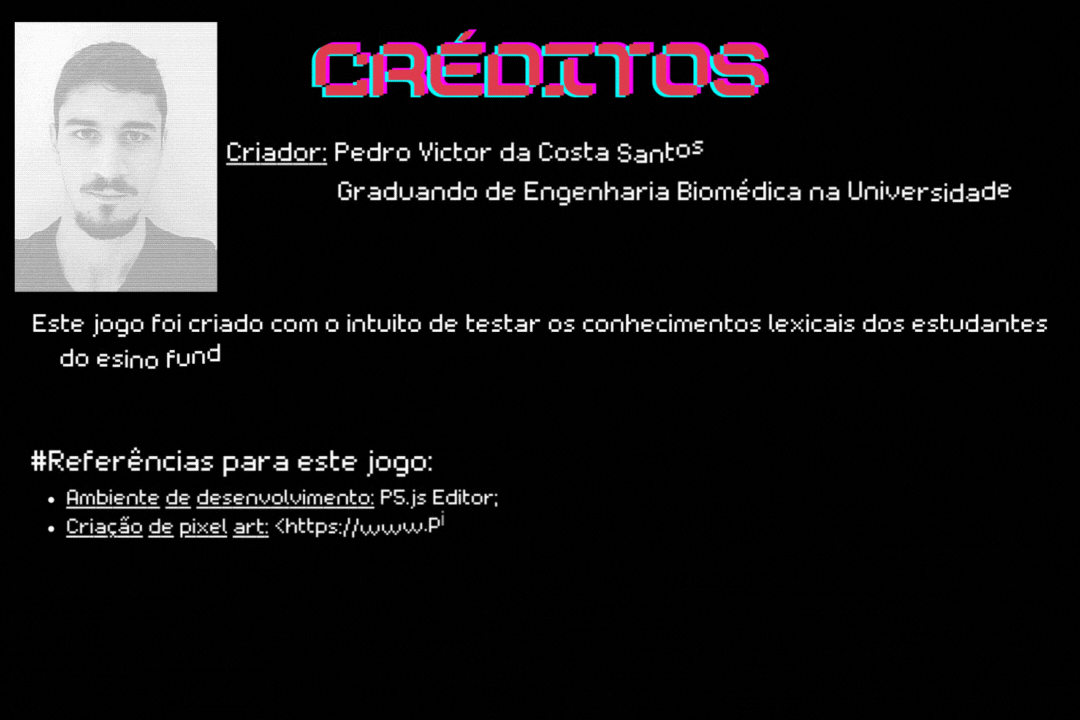 CRÉDITOS
Criador: Pedro Victor da Costa Santos
Graduando de Engenharia Biomédica na Universidade
Este jogo foi criado com o intuito de testar os conhecimentos lexicais dos estudantes
do esino fund
#Referências para este jogo:
• Ambiente de desenvolvimento: P5.js Editor;
• Criação de pixel art: <https://www.pi